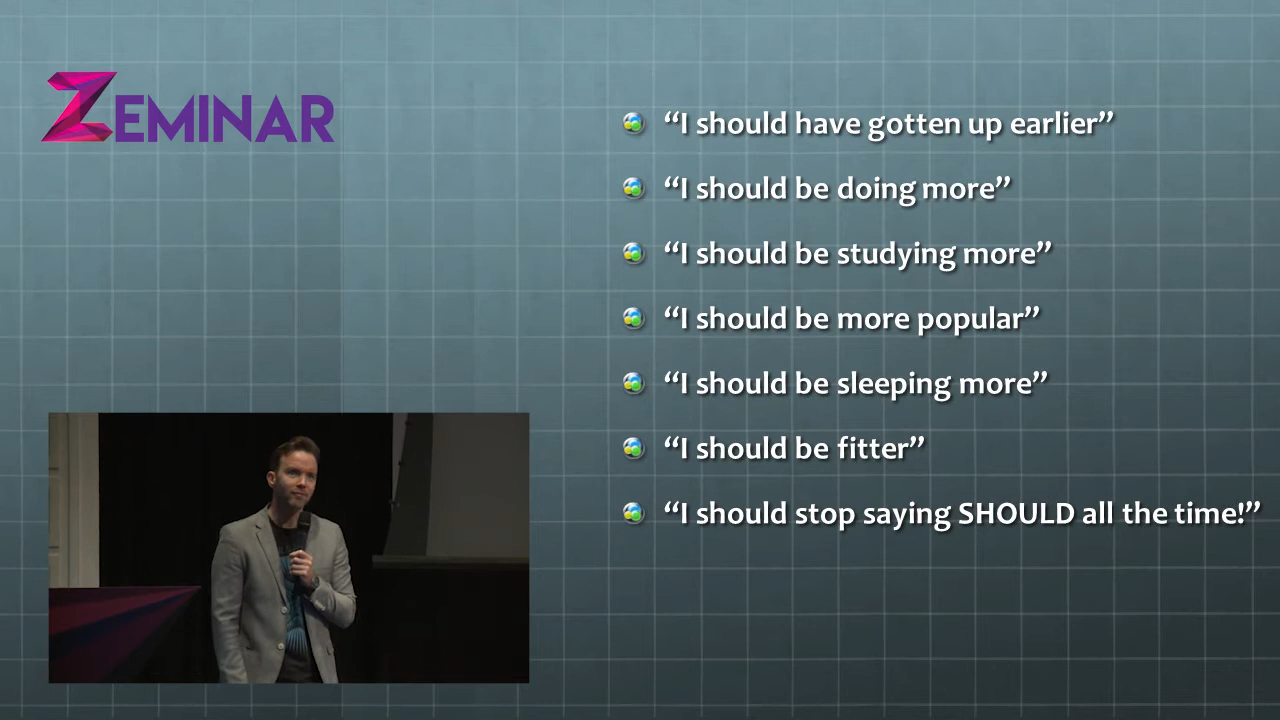 ZEMINAR
“I should have gotten up earlier”
“I should be doing more”
“I should be studying more”
“I should be more popular”
“I should be sleeping more”
“I should be fitter”
“I should stop saying SHOULD all the time!”